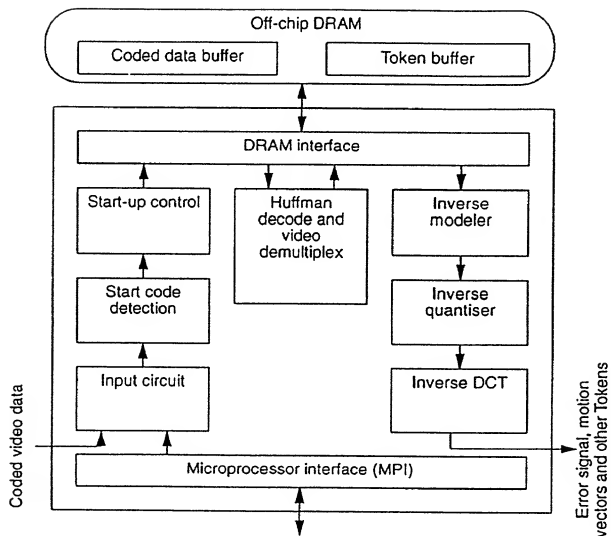 Off-chip DRAM
Coded data buffer
Token buffer
DRAM interface
Start-up control
Huffman
decode and
video
demultiplex
Inverse
modeler
Start code
detection
Inverse
quantiser
Input circuit
Inverse DCT
Coded video data
Error signal, motion
vectors and other Tokens
Microprocessor interface (MPI)